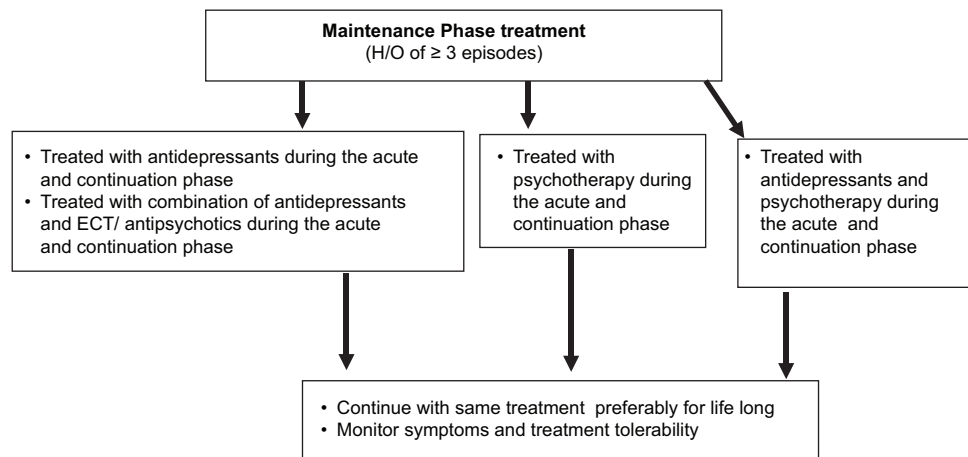 Maintenance Phase treatment
(H/O of ≥ 3 episodes)
• Treated with antidepressants during the acute
and continuation phase
• Treated with combination of antidepressants
and ECT/ antipsychotics during the acute
and continuation phase
• Treated with
psychotherapy during
the acute and
continuation phase
• Treated with
antidepressants and
psychotherapy during
the acute and
continuation phase
• Continue with same treatment preferably for life long
• Monitor symptoms and treatment tolerability